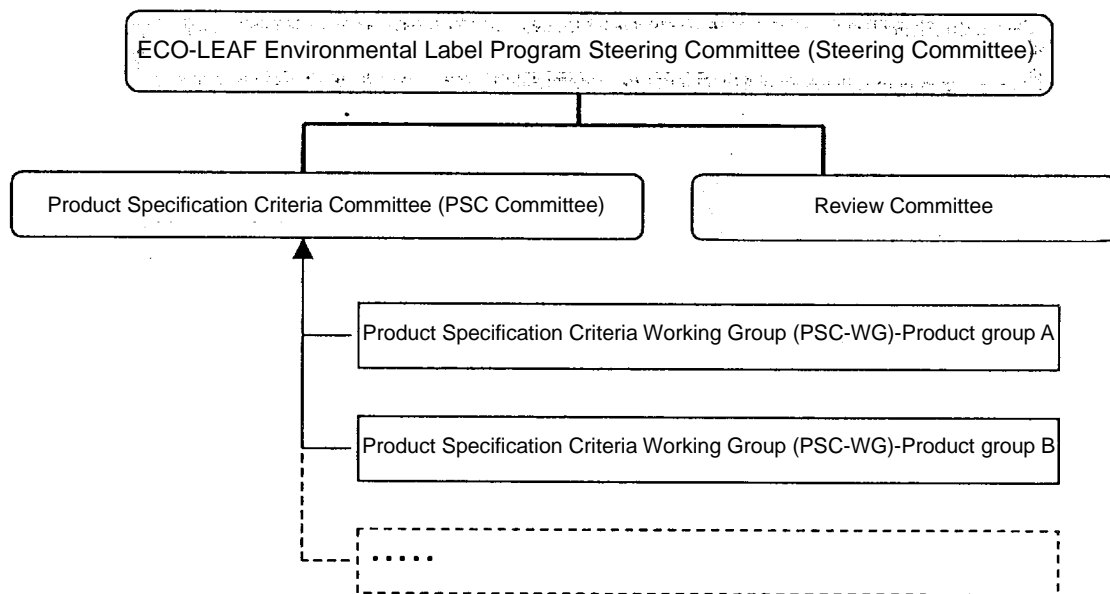 ECO-LEAF Environmental Label Program Steering Committee (Steering Committee)
Product Specification Criteria Committee (PSC Committee)
Review Committee
Product Specification Criteria Working Group (PSC-WG)-Product group A
Product Specification Criteria Working Group (PSC-WG)-Product group B
.....